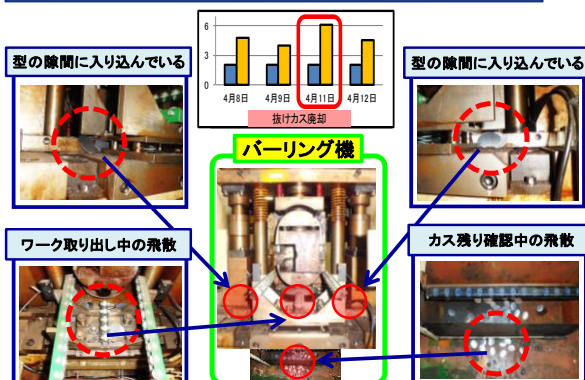 6
3
0
4月8日 4月9日 4月11日 4月12日
抜けカス廃却
型の隙間に入り込んでいる
型の隙間に入り込んでいる
バーリング機
ワーク取り出し中の飛散
カス残り確認中の飛散